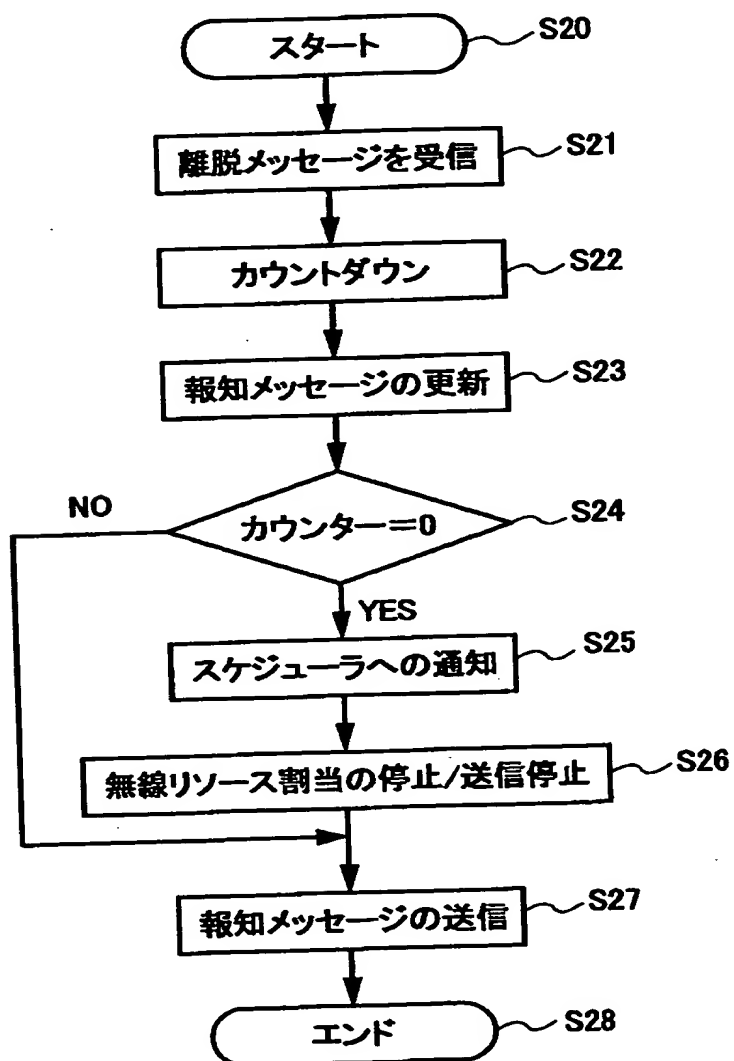 スタート
S20
離脱メッセージを受信
S21
カウントダウン
S22
報知メッセージの更新
S23
カウンター=0
S24
NO
YES
スケジューラへの通知
S25
無線リソース割当の停止/送信停止
S26
報知メッセージの送信
S27
エンド
S28